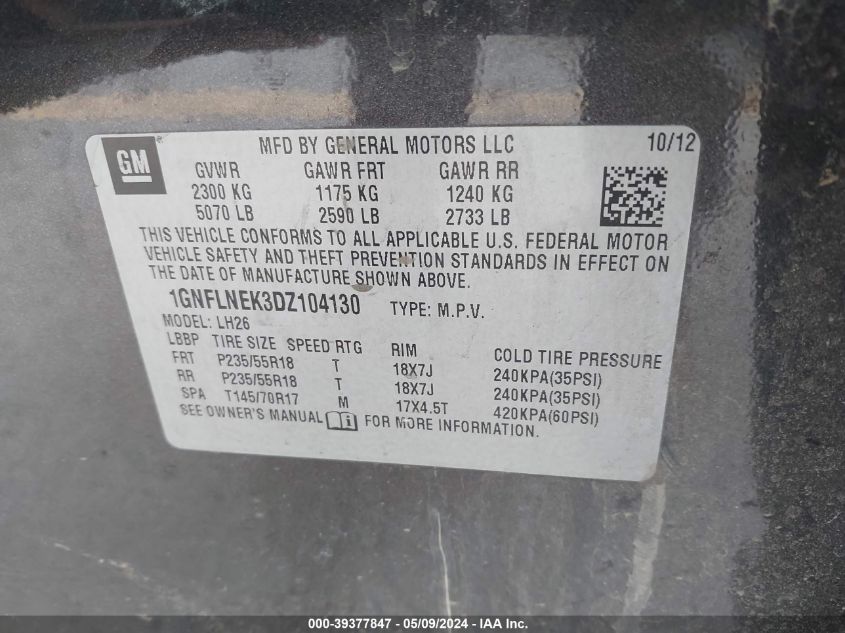 GM
MFD BY GENERAL MOTORS LLC 10/12
GVWR GAWR FRT GAWR RR
2300 KG 1175 KG 1240 KG
5070 LB 2590 LB 2733 LB
THIS VEHICLE CONFORMS TO ALL APPLICABLE U.S. FEDERAL MOTOR
VEHICLE SAFETY AND THEFT PREVENTION STANDARDS IN EFFECT ON
THE DATE OF MANUFACTURE SHOWN ABOVE.
1GNFLNEK3DZ104130 TYPE: M.P.V.
MODEL: LH26
LBBP TIRE SIZE SPEED RTG RIM COLD TIRE PRESSURE
FRT P235/55R18 T 18X7J 240KPA(35PSI)
RR P235/55R18 T 18X7J 240KPA(35PSI)
SPA T145/70R17 M 17X4.5T 420KPA(60PSI)
SEE OWNER'S MANUAL i FOR MORE INFORMATION.
000-39377847 - 05/09/2024 - IAA Inc.